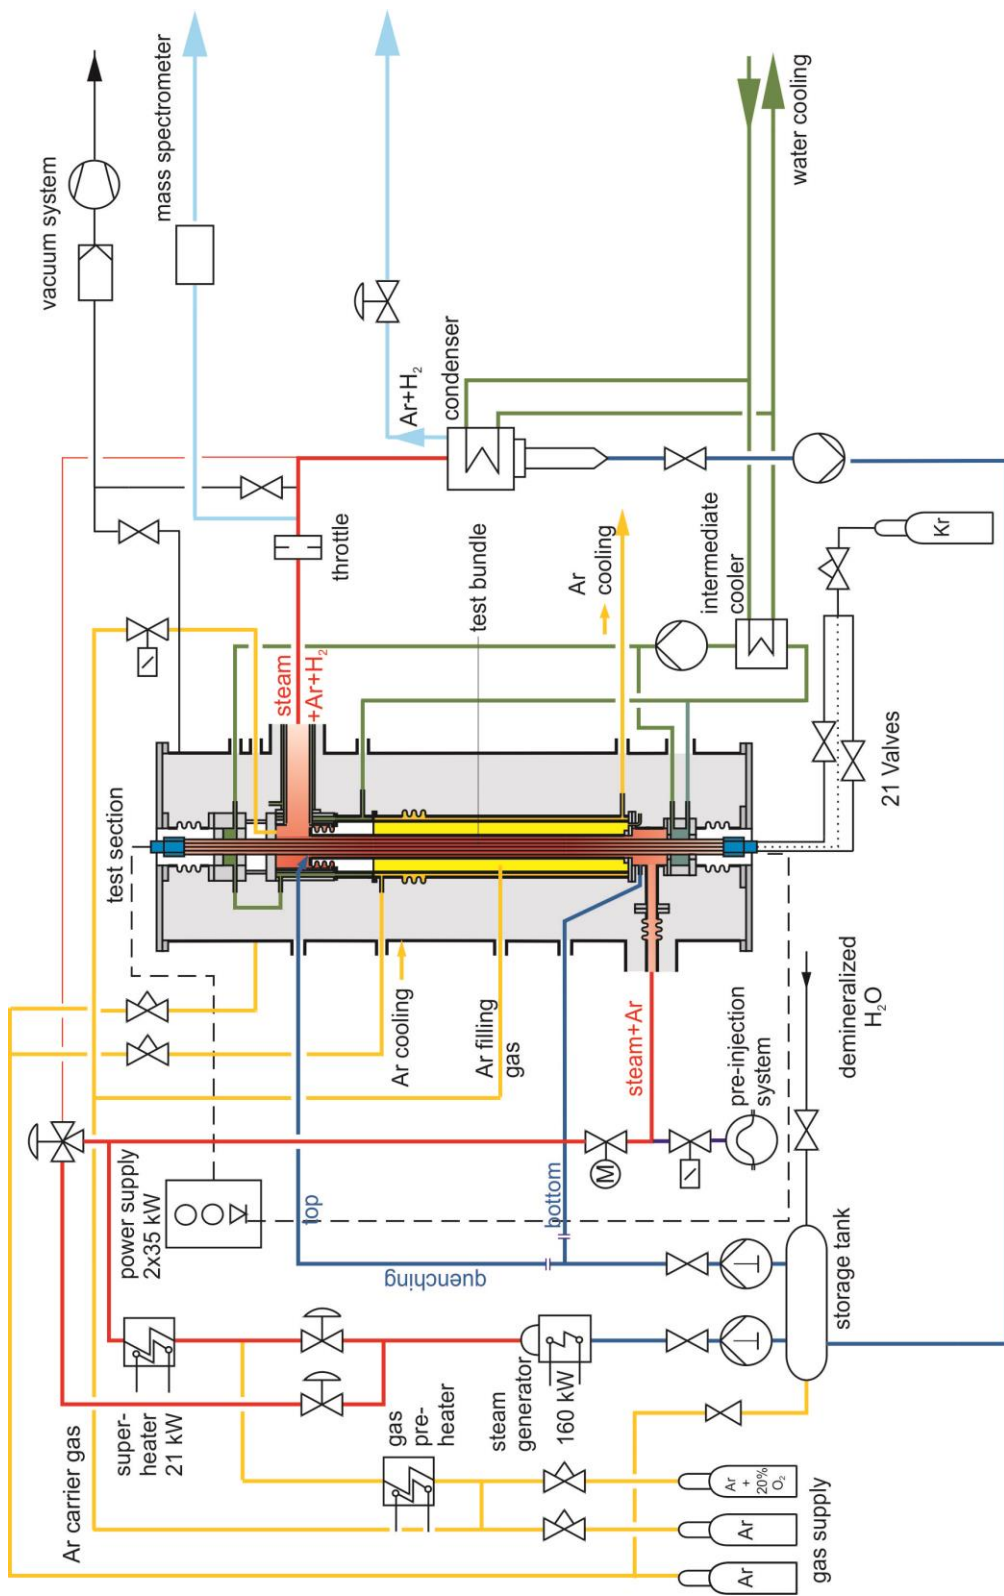 vacuum system
mass spectrometer
Ar+H₂
condenser
water cooling
throttle
test bundle
Ar
cooling
intermediate
cooler
Kr
steam
+Ar+H₂
21 Valves
test section
Ar cooling
Ar filling
gas
steam+Ar
demineralized
H₂O
pre-injection
system
M
power supply
2x35 kW
top
bottom
quenching
storage tank
super-
heater
21 kW
steam
generator
160 kW
gas
pre-
heater
Ar carrier gas
Ar
+
20%
O₂
Ar
Ar
gas supply